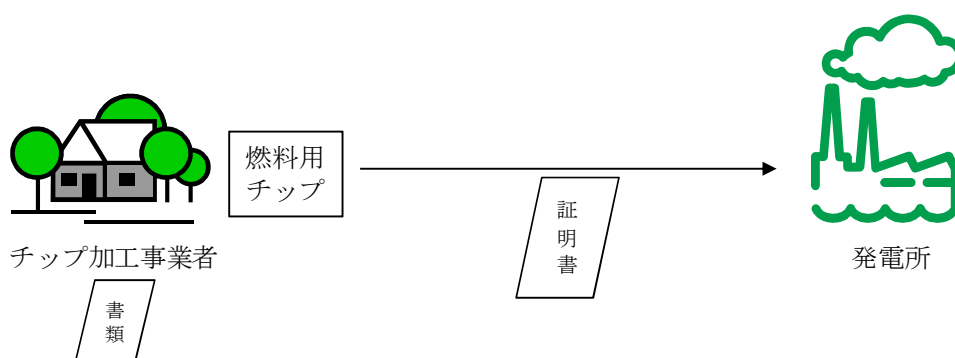 燃料用
チップ
証明書
チップ加工事業者
発電所
書類